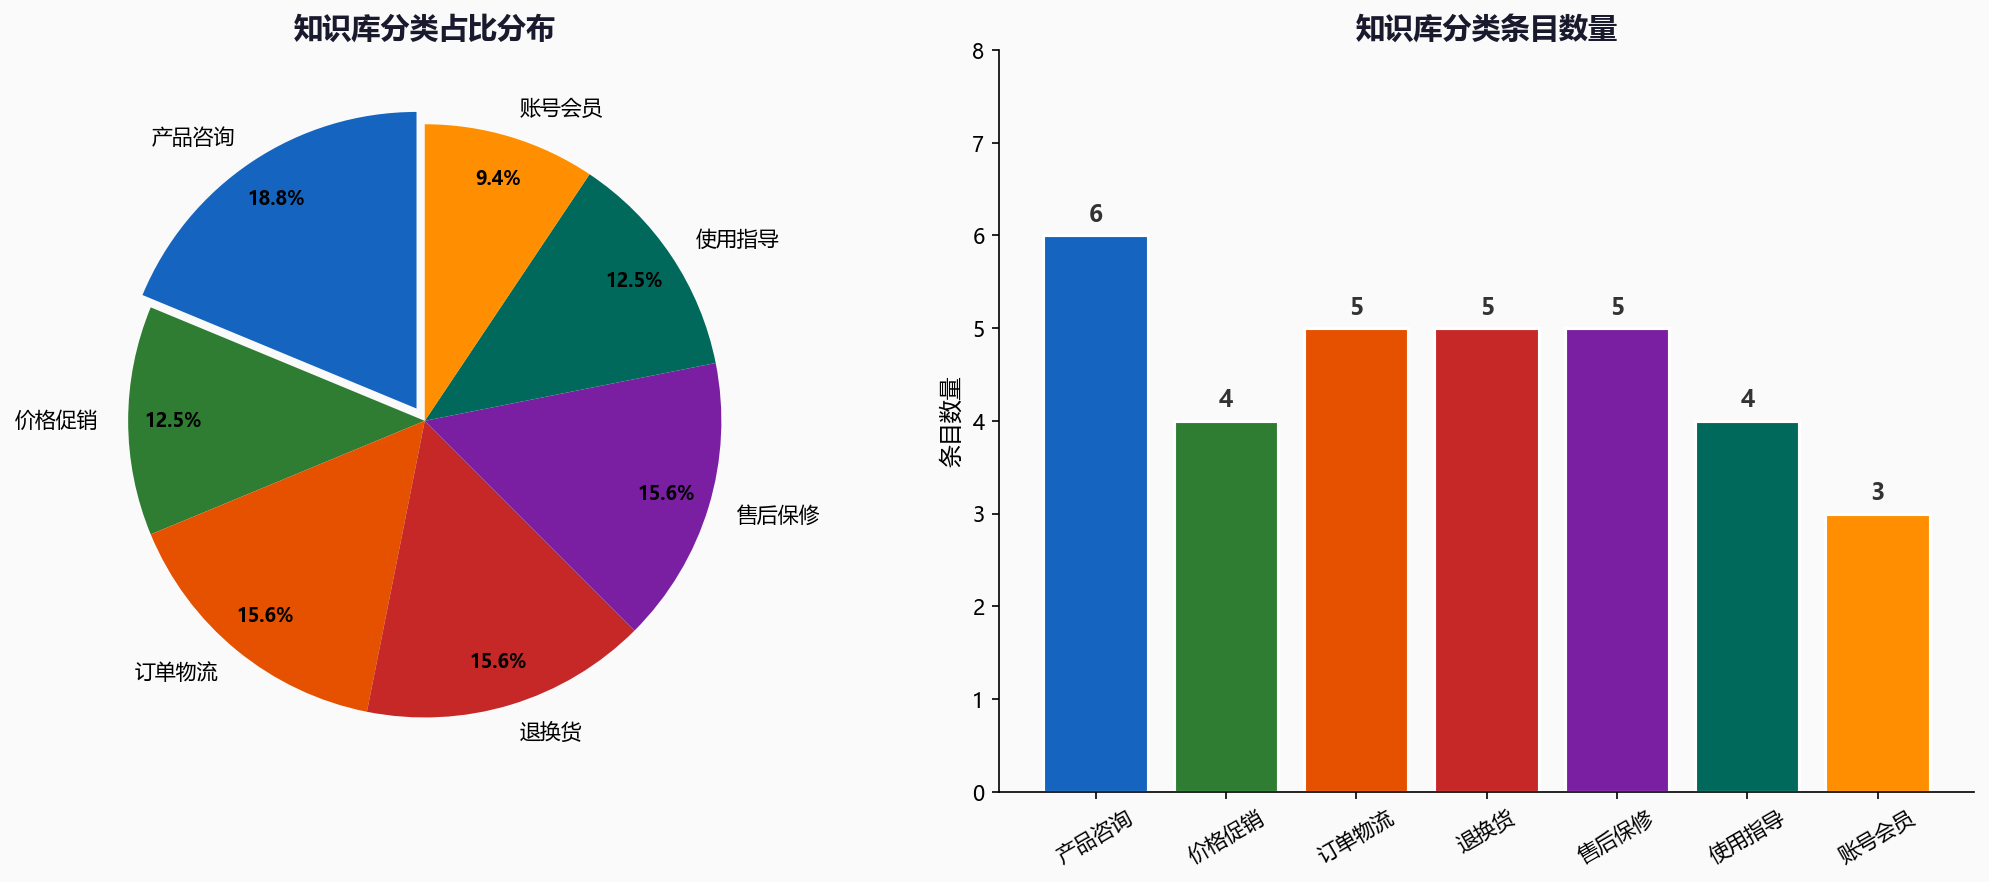 知识库分类占比分布
账号会员
产品咨询
9.4%
18.8%
使用指导
12.5%
价格促销
12.5%
15.6%
售后保修
15.6%
15.6%
订单物流
退换货
知识库分类条目数量
条目数量
8
7
6
5
4
3
2
1
0
6
4
5
5
5
4
3
产品咨询
价格促销
订单物流
退换货
售后保修
使用指导
账号会员